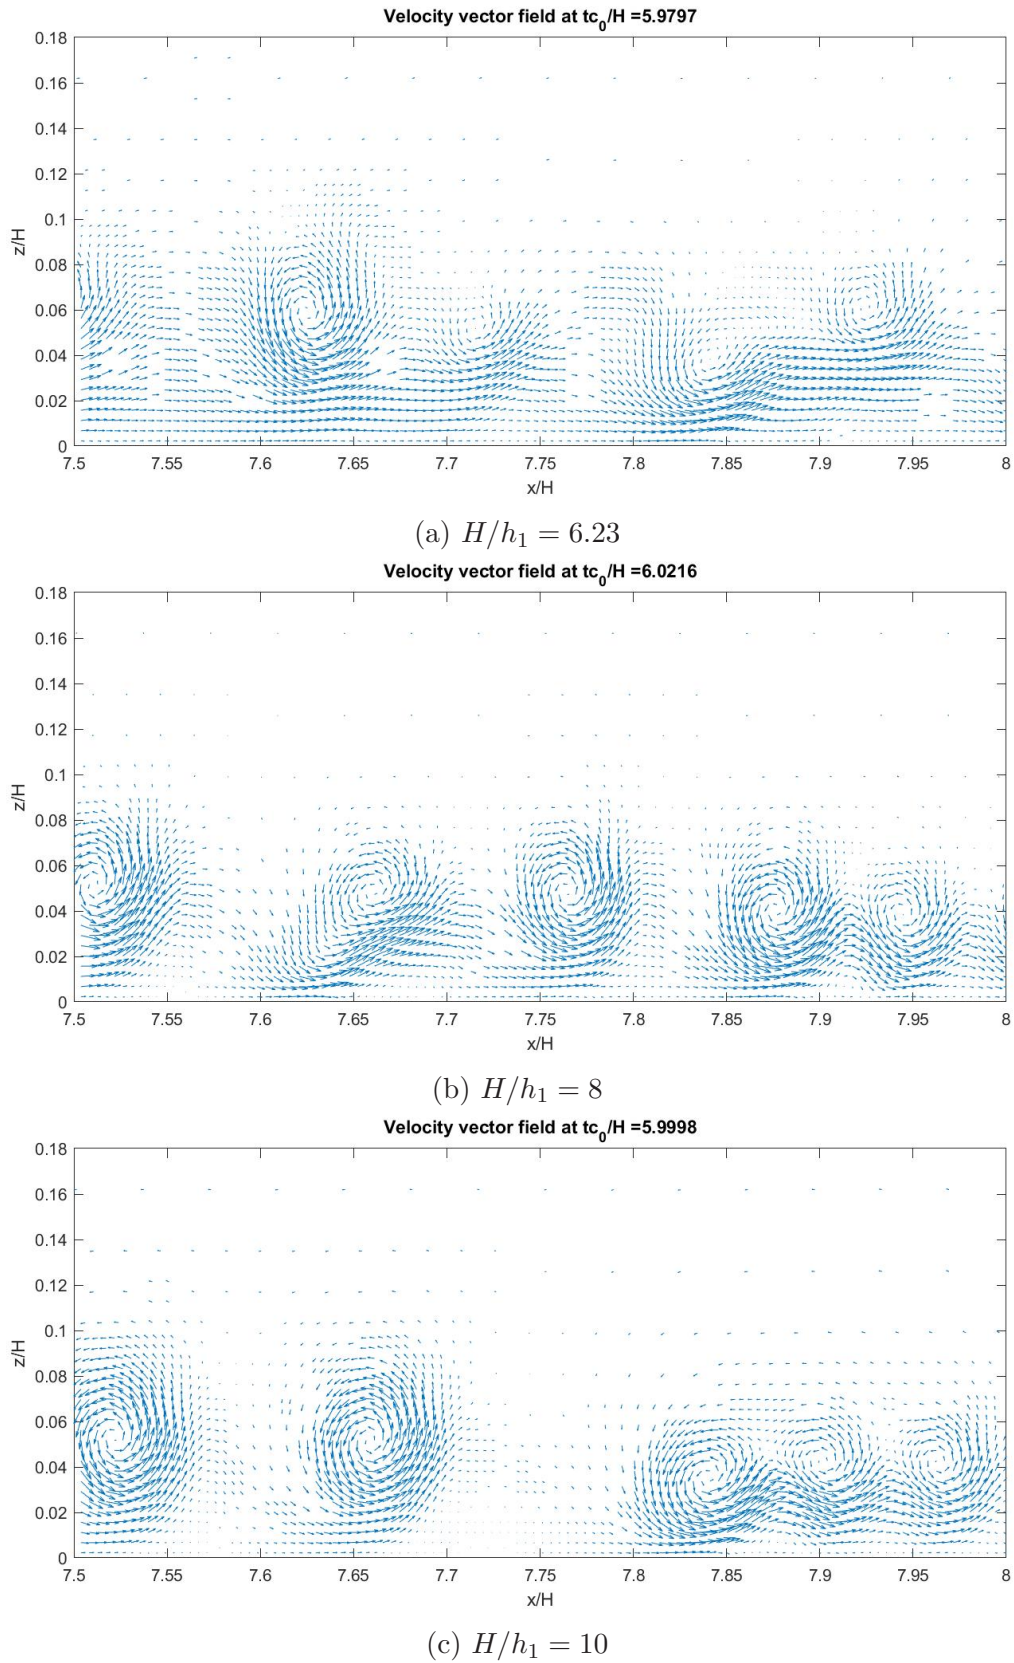 Velocity vector field at tc0/H =5.9797
0.18
0.16
0.14
0.12
0.1
0.08
0.06
0.04
0.02
0
z/H
7.5 7.55 7.6 7.65 7.7 7.75 7.8 7.85 7.9 7.95 8
x/H
(a) H/h1 = 6.23
Velocity vector field at tc0/H =6.0216
0.18
0.16
0.14
0.12
0.1
0.08
0.06
0.04
0.02
0
z/H
7.5 7.55 7.6 7.65 7.7 7.75 7.8 7.85 7.9 7.95 8
x/H
(b) H/h1 = 8
Velocity vector field at tc0/H =5.9998
0.18
0.16
0.14
0.12
0.1
0.08
0.06
0.04
0.02
0
z/H
7.5 7.55 7.6 7.65 7.7 7.75 7.8 7.85 7.9 7.95 8
x/H
(c) H/h1 = 10